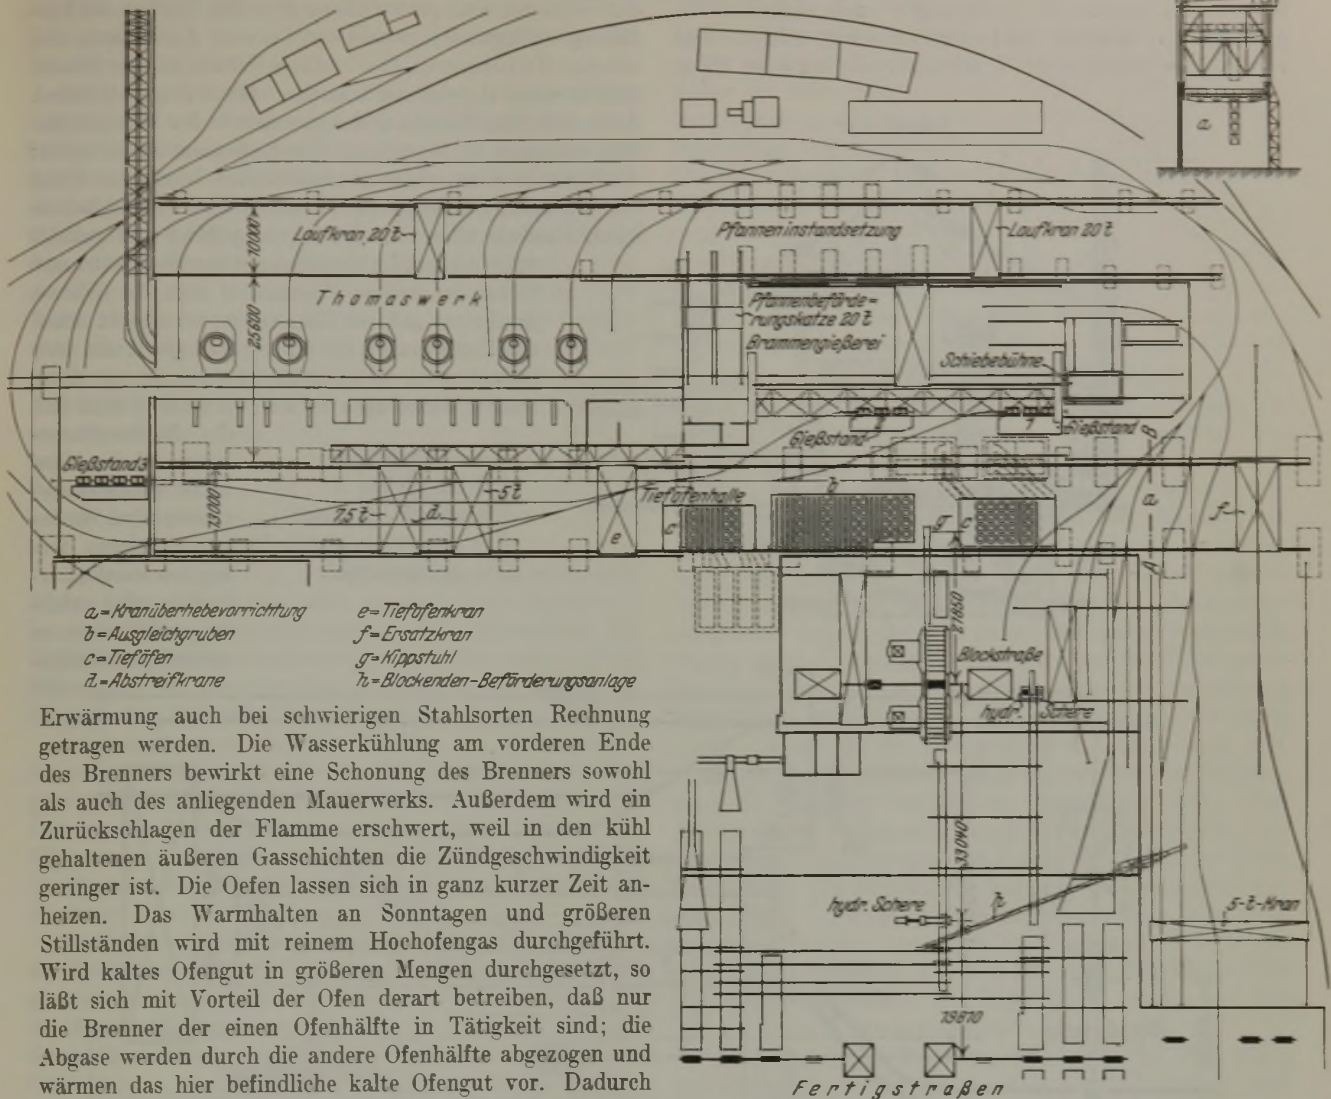 a
Laufkran 20 t
Pfanneninstandsetzung
Laufkran 20 t
10000
Thomaswerk
Pfannenbeförde=
rungskatze 20 t
Brammengießerei
25600
Schiebebühne
Gießstand
1
Gießstand
B
Gießstand 3
13000
7,5 t
d
5 t
e
Tiefofenhalle
c
b
g
c
a
f
A
21850
Blockstraße
hydr. Schere
a=Kranüberhebevorrichtung
b=Ausgleichgruben
c=Tieföfen
d=Abstreifkrane
e=Tiefofenkran
f=Ersatzkran
g=Kippstuhl
h=Blockenden-Beförderungsanlage
Erwärmung auch bei schwierigen Stahlsorten Rechnung
getragen werden. Die Wasserkühlung am vorderen Ende
des Brenners bewirkt eine Schonung des Brenners sowohl
als auch des anliegenden Mauerwerks. Außerdem wird ein
Zurückschlagen der Flamme erschwert, weil in den kühl
gehaltenen äußeren Gasschichten die Zündgeschwindigkeit
geringer ist. Die Oefen lassen sich in ganz kurzer Zeit an-
heizen. Das Warmhalten an Sonntagen und größeren
Stillständen wird mit reinem Hochofengas durchgeführt.
Wird kaltes Ofengut in größeren Mengen durchgesetzt, so
läßt sich mit Vorteil der Ofen derart betreiben, daß nur
die Brenner der einen Ofenhälfte in Tätigkeit sind; die
Abgase werden durch die andere Ofenhälfte abgezogen und
wärmen das hier befindliche kalte Ofengut vor. Dadurch
33040
hydr. Schere
h
5-t-Kran
19810
Fertigstraßen